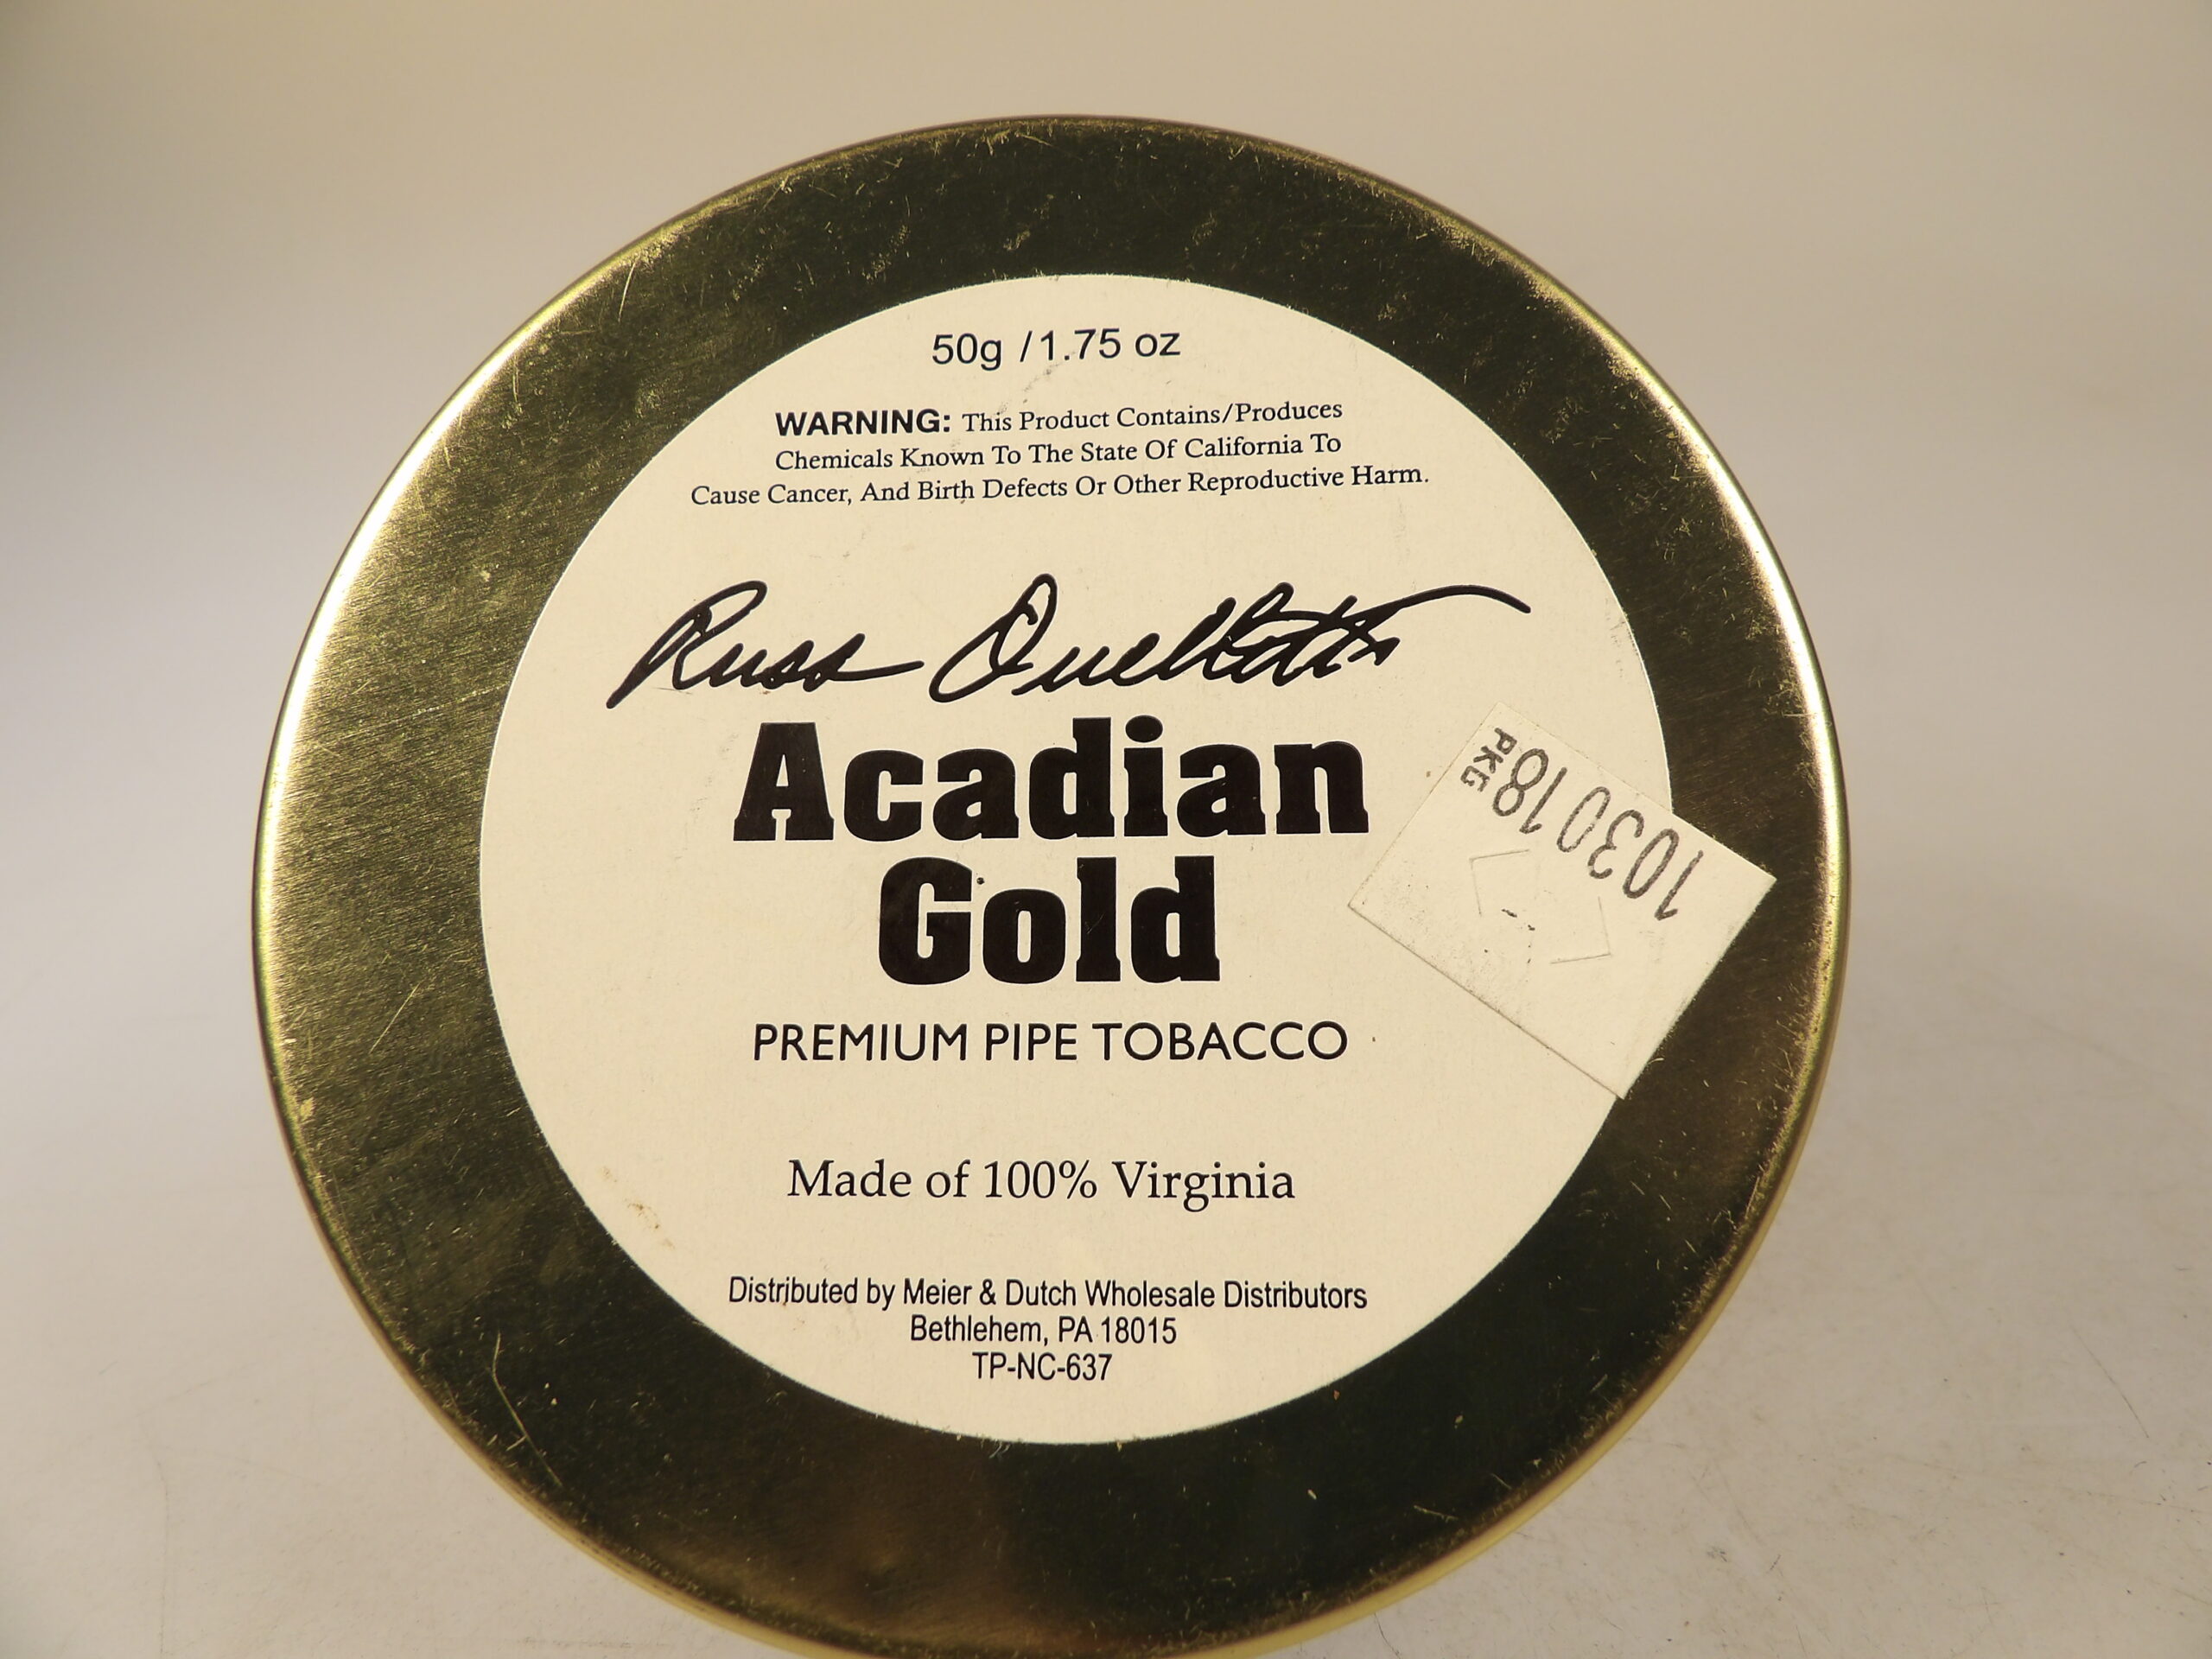 50g / 1.75 oz
WARNING: This Product Contains/Produces
Chemicals Known To The State Of California To
Cause Cancer, And Birth Defects Or Other Reproductive Harm.
Russ Ouellette
Acadian
Gold
PREMIUM PIPE TOBACCO
Made of 100% Virginia
Distributed by Meier & Dutch Wholesale Distributors
Bethlehem, PA 18015
TP-NC-637
103018
PKG